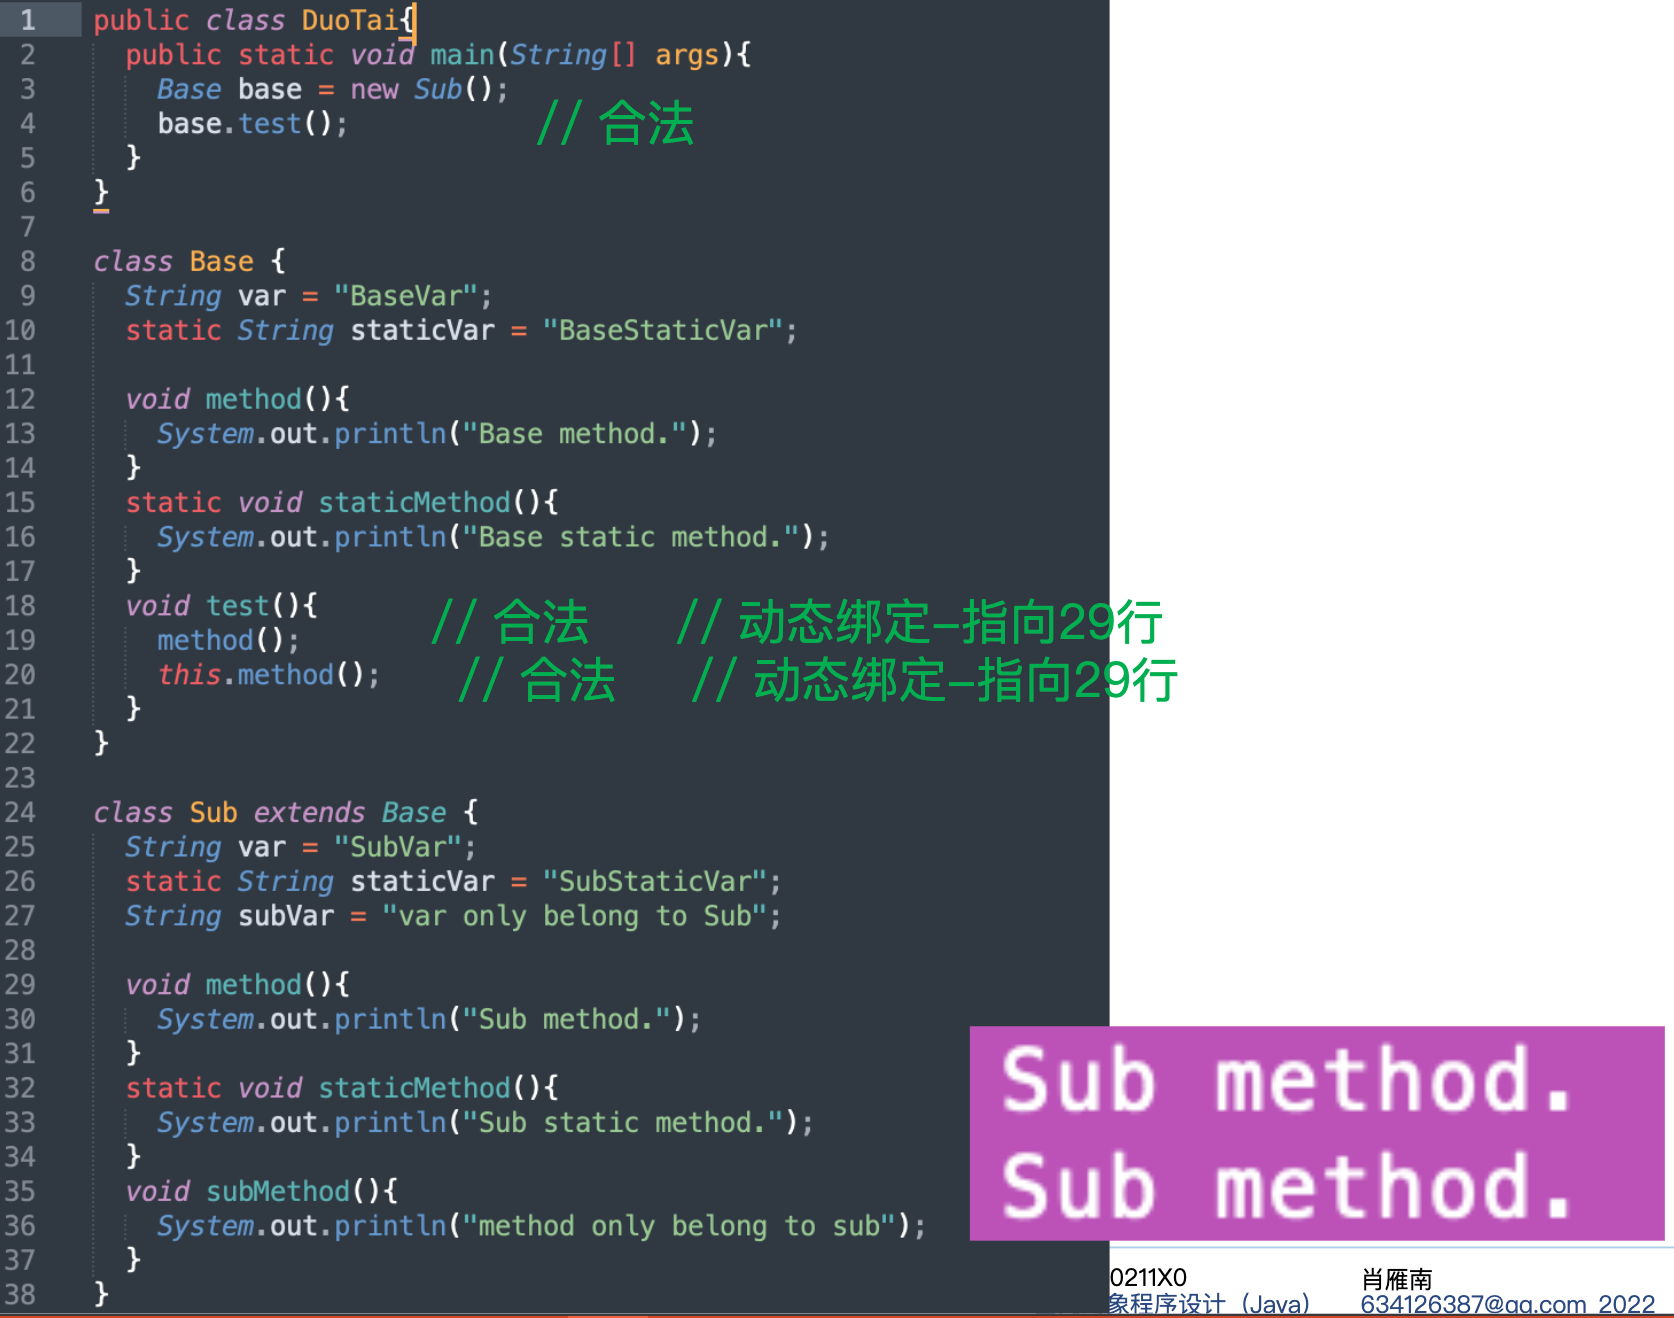 1 public class DuoTai{
2 public static void main(String[] args){
3 Base base = new Sub();
4 base.test(); // 合法
5 }
6 }
7
8 class Base {
9 String var = "BaseVar";
10 static String staticVar = "BaseStaticVar";
11
12 void method(){
13 System.out.println("Base method.");
14 }
15 static void staticMethod(){
16 System.out.println("Base static method.");
17 }
18 void test(){
19 method(); // 合法 // 动态绑定-指向29行
20 this.method(); // 合法 // 动态绑定-指向29行
21 }
22 }
23
24 class Sub extends Base {
25 String var = "SubVar";
26 static String staticVar = "SubStaticVar";
27 String subVar = "var only belong to Sub";
28
29 void method(){
30 System.out.println("Sub method.");
31 }
32 static void staticMethod(){
33 System.out.println("Sub static method.");
34 }
35 void subMethod(){
36 System.out.println("method only belong to sub");
37 }
38 }
Sub method.
Sub method.
0211X0 肖雁南
象程序设计（Java） 634126387@qq.com 2022